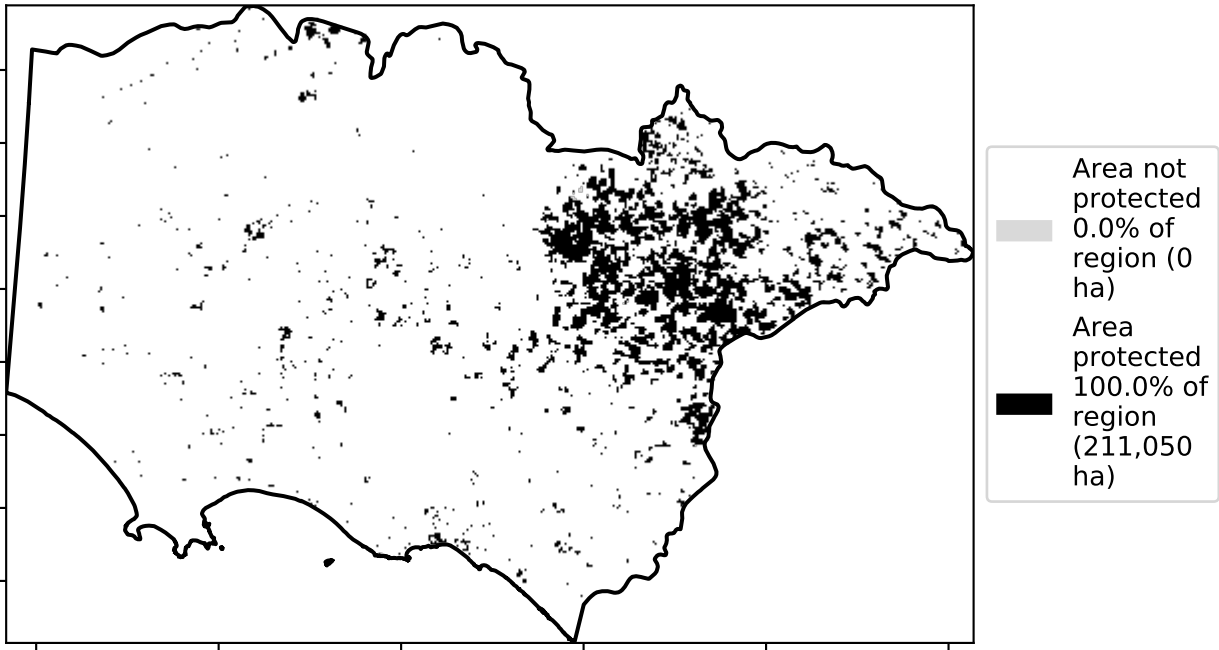 Area not
protected
0.0% of
region (0
ha)
Area
protected
100.0% of
region
(211,050
ha)